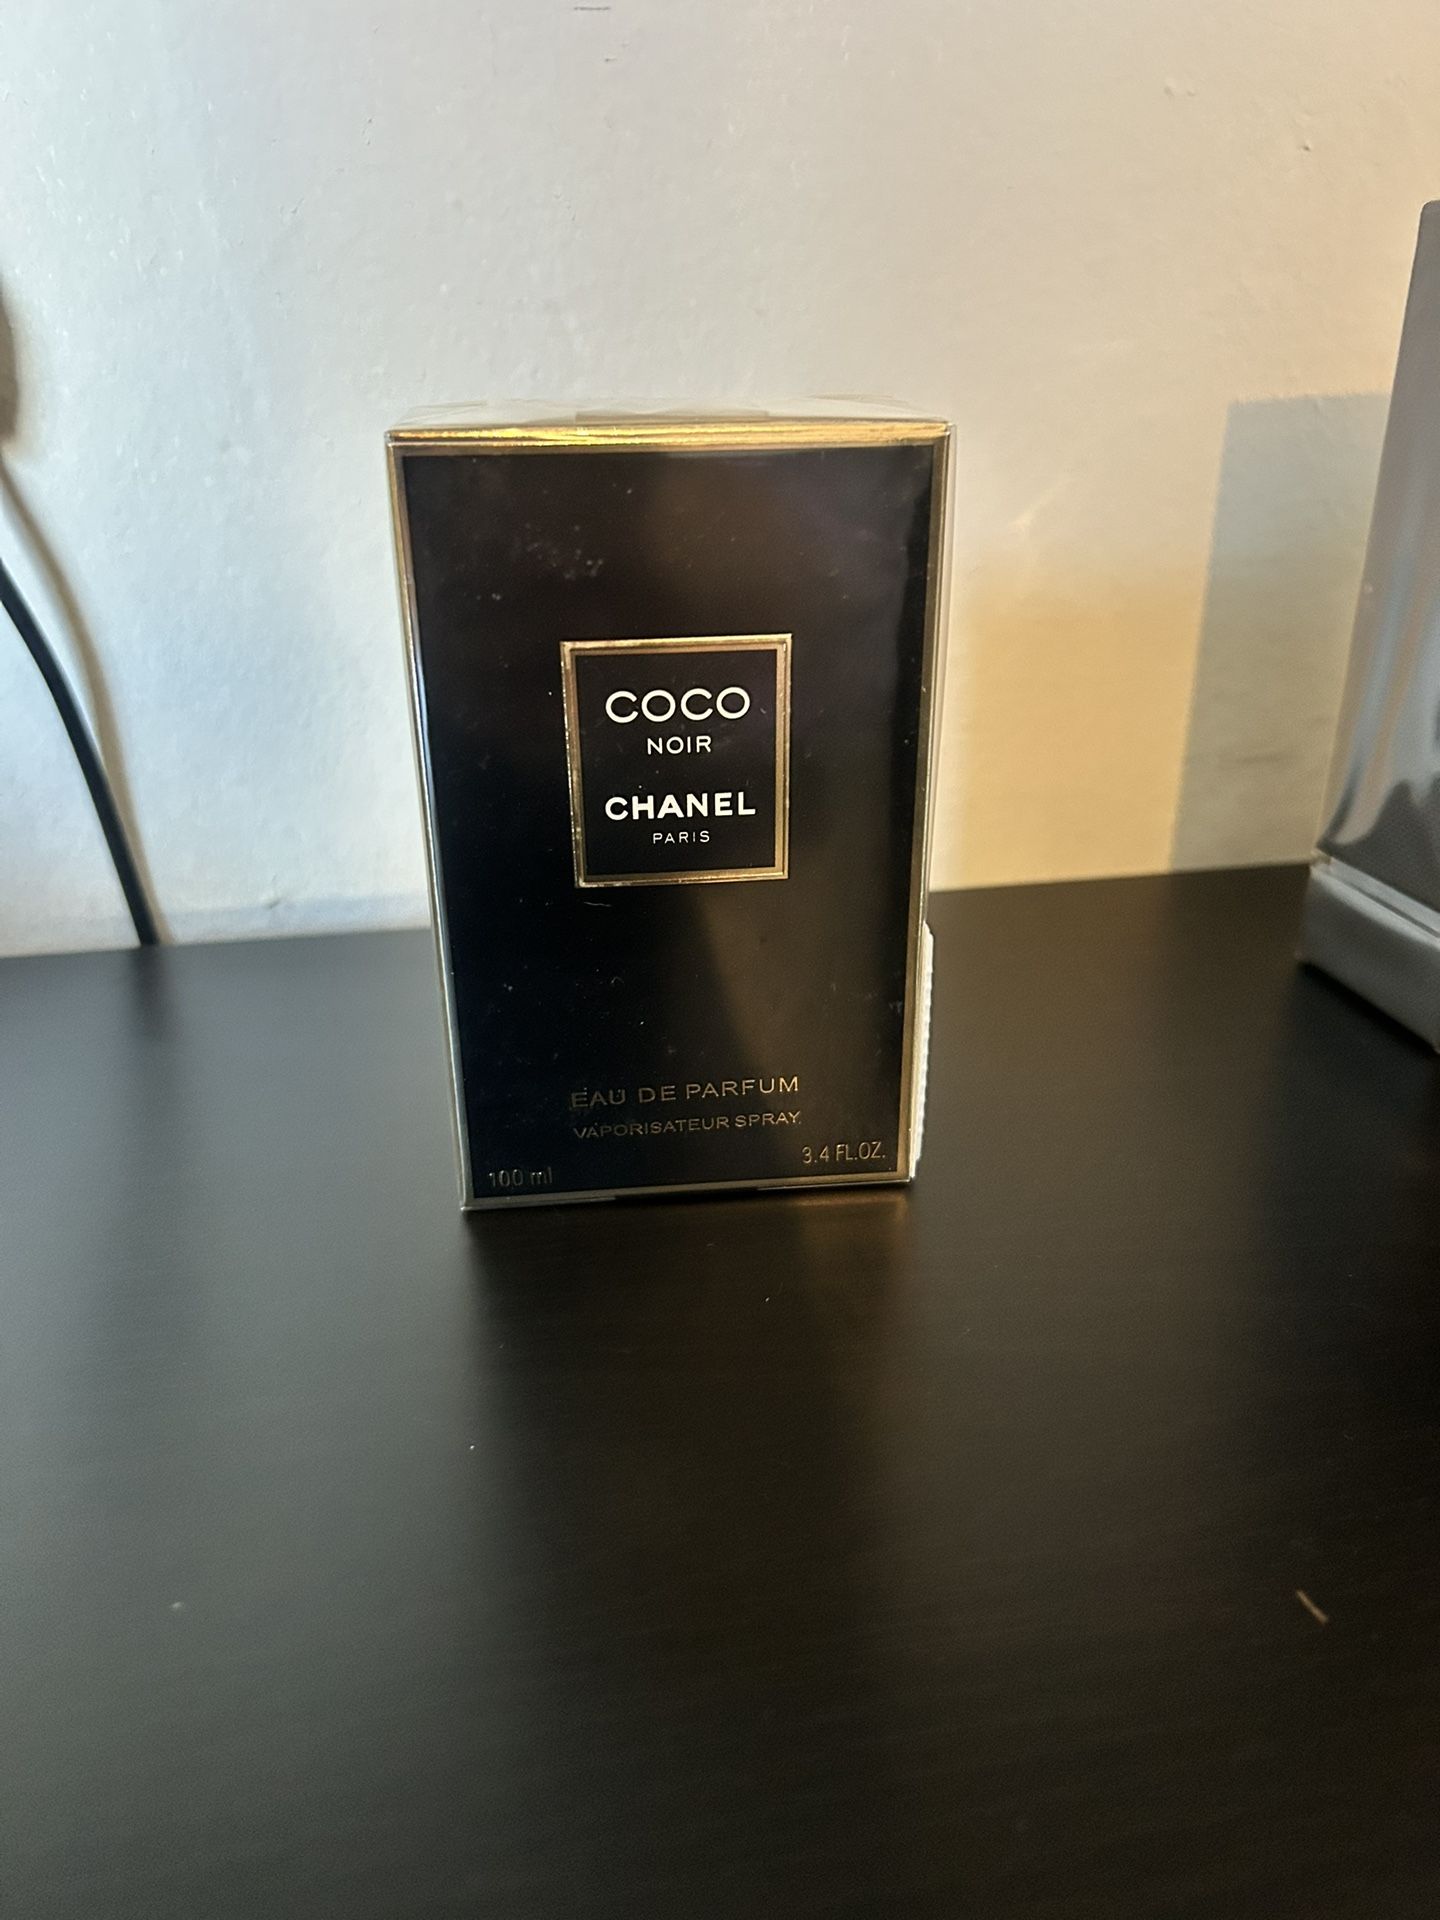 COCO
NOIR
CHANEL
PARIS
EAU DE PARFUM
VAPORISATEUR SPRAY
100 ml
3.4 FL.OZ.